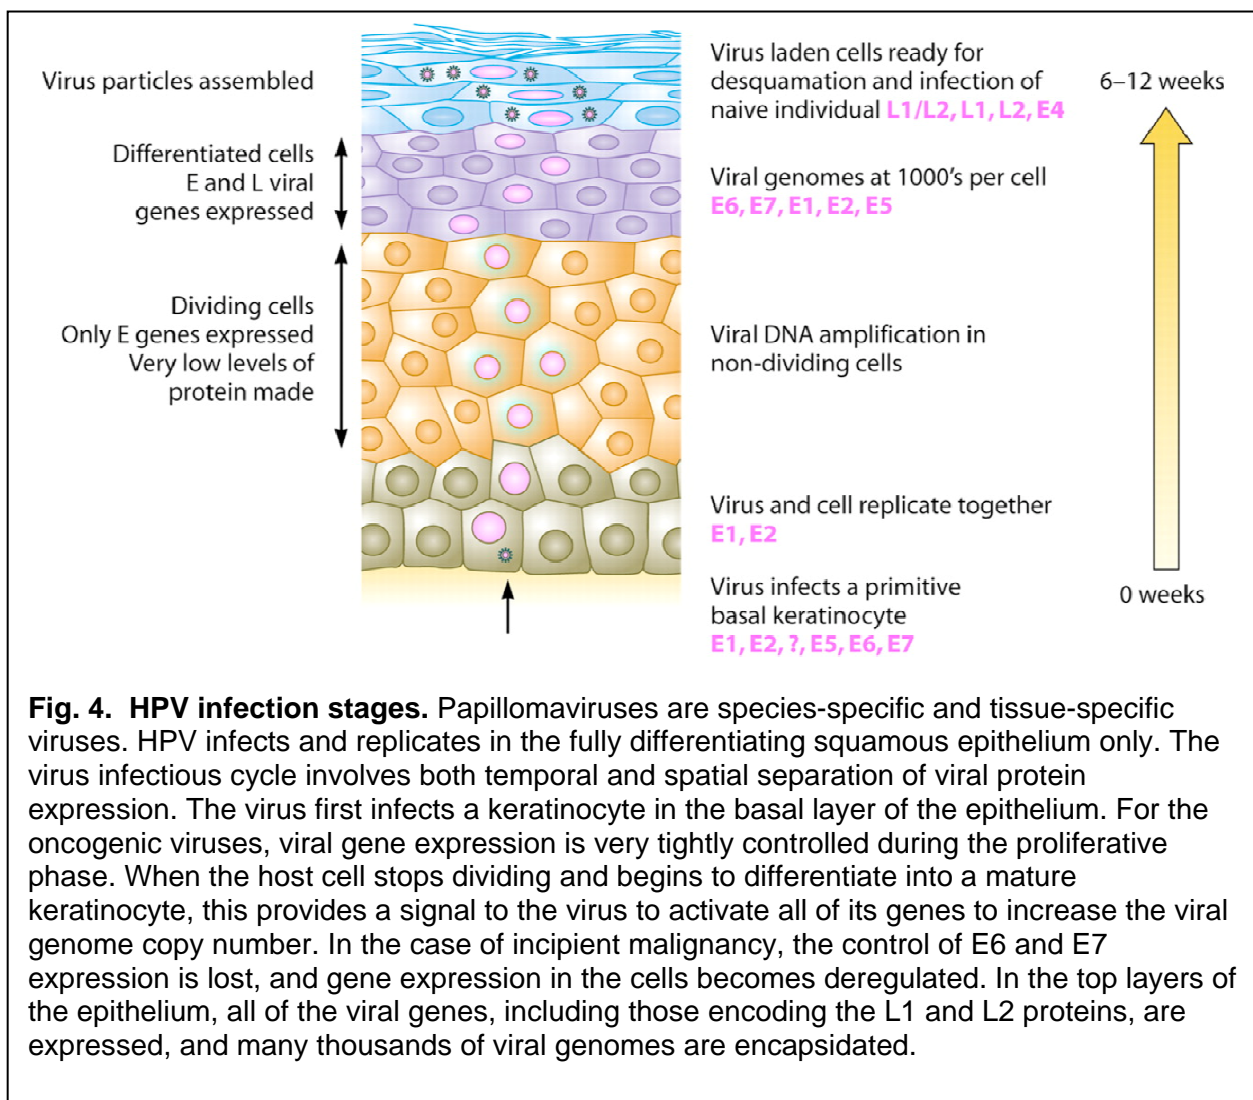 Virus particles assembled
Differentiated cells
E and L viral
genes expressed
Dividing cells
Only E genes expressed
Very low levels of
protein made
Virus laden cells ready for
desquamation and infection of
naive individual L1/L2, L1, L2, E4
Viral genomes at 1000's per cell
E6, E7, E1, E2, E5
Viral DNA amplification in
non-dividing cells
Virus and cell replicate together
E1, E2
Virus infects a primitive
basal keratinocyte
E1, E2, ?, E5, E6, E7
6–12 weeks
0 weeks
Fig. 4. HPV infection stages. Papillomaviruses are species-specific and tissue-specific
viruses. HPV infects and replicates in the fully differentiating squamous epithelium only. The
virus infectious cycle involves both temporal and spatial separation of viral protein
expression. The virus first infects a keratinocyte in the basal layer of the epithelium. For the
oncogenic viruses, viral gene expression is very tightly controlled during the proliferative
phase. When the host cell stops dividing and begins to differentiate into a mature
keratinocyte, this provides a signal to the virus to activate all of its genes to increase the viral
genome copy number. In the case of incipient malignancy, the control of E6 and E7
expression is lost, and gene expression in the cells becomes deregulated. In the top layers of
the epithelium, all of the viral genes, including those encoding the L1 and L2 proteins, are
expressed, and many thousands of viral genomes are encapsidated.